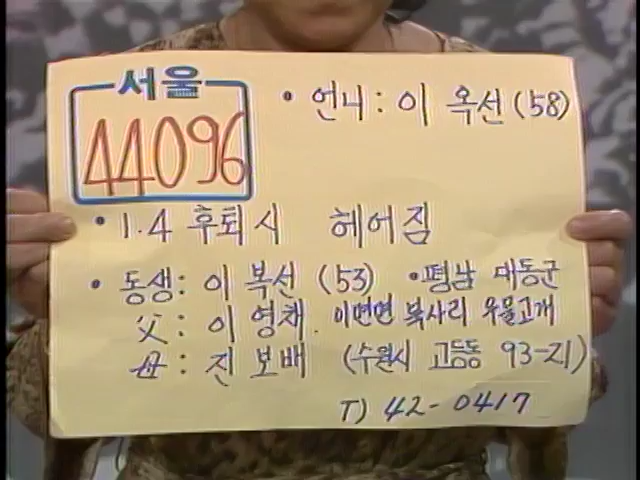 서울
44096
• 언니: 이 옥선 (58)
• 1.4 후퇴시 헤어짐
• 동생: 이 복선 (53) • 평남 대동군
父: 이 영채. 이면면 복사리 우물고개
母: 진 보배 (수원시 고등동 93-21)
T) 42-0417